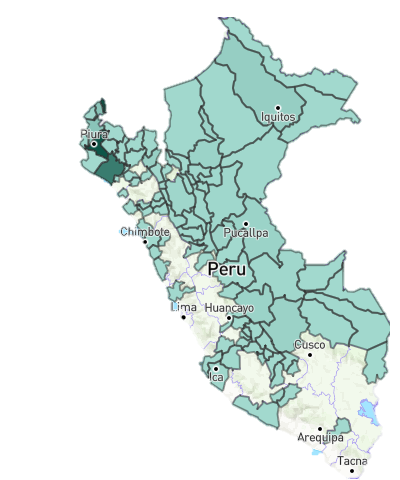 Iquitos
Piura
Chimbote
Pucallpa
Peru
Lima
Huancayo
Cusco
Ica
Arequipa
Tacna